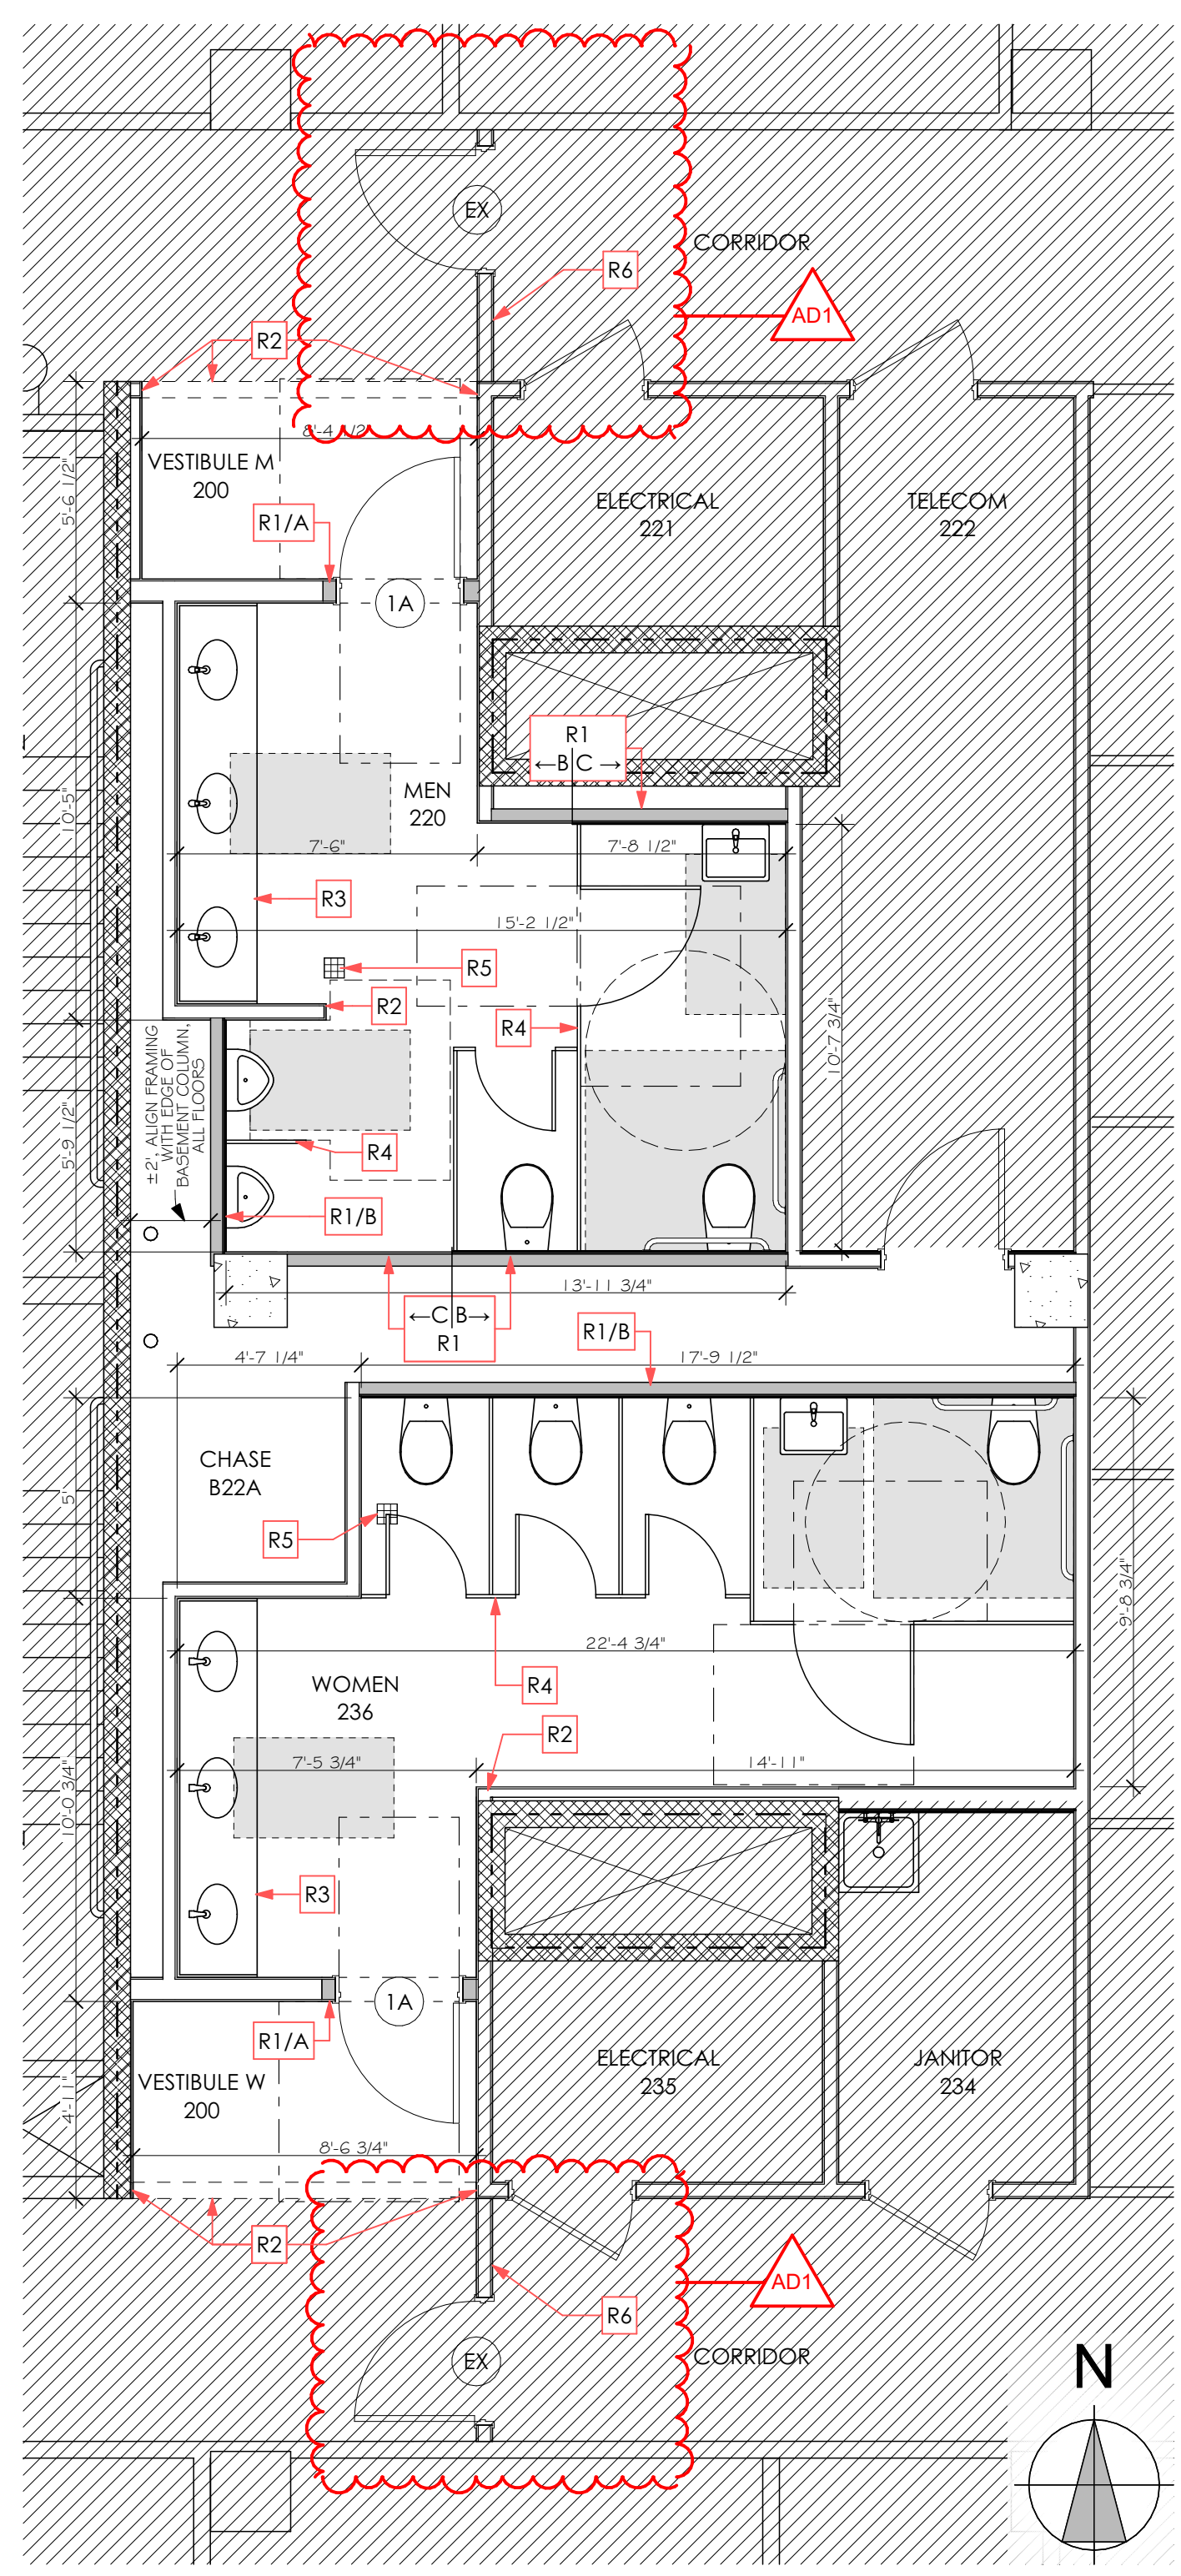 EX
CORRIDOR
R6
AD1
R2
8'-4 1/2"
VESTIBULE M
200
5'-6 1/2"
R1/A
ELECTRICAL
221
TELECOM
222
1A
R1
←B|C→
MEN
220
10'-5"
7'-6"
7'-8 1/2"
R3
15'-2 1/2"
R5
R2
R4
10'-7 3/4"
±2', ALIGN FRAMING
WITH EDGE OF
BASEMENT COLUMN,
ALL FLOORS
5'-9 1/2"
R4
R1/B
13'-11 3/4"
←C|B→
R1
R1/B
4'-7 1/4"
17'-9 1/2"
CHASE
B22A
5'
R5
9'-8 3/4"
22'-4 3/4"
WOMEN
236
R4
R2
7'-5 3/4"
14'-11"
10'-0 3/4"
R3
1A
R1/A
ELECTRICAL
235
JANITOR
234
VESTIBULE W
200
4'-11"
8'-6 3/4"
R2
AD1
R6
CORRIDOR
EX
N